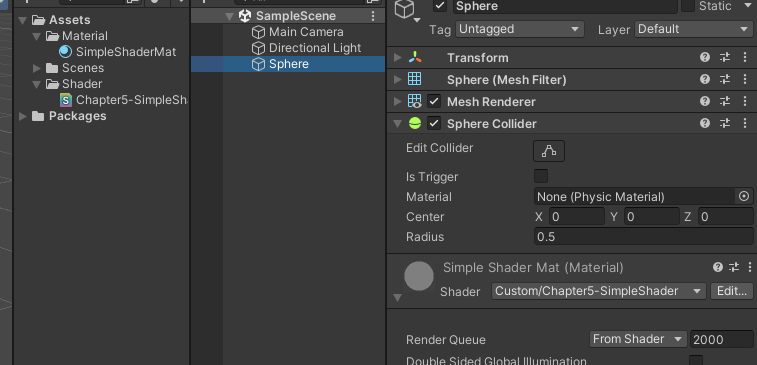 Assets
Material
SimpleShaderMat
Scenes
Shader
Chapter5-SimpleSh
Packages
SampleScene
Main Camera
Directional Light
Sphere
Sphere
Static
Tag Untagged Layer Default
Transform
Sphere (Mesh Filter)
Mesh Renderer
Sphere Collider
Edit Collider
Is Trigger
Material None (Physic Material)
Center X 0 Y 0 Z 0
Radius 0.5
Simple Shader Mat (Material)
Shader Custom/Chapter5-SimpleShader Edit...
Render Queue From Shader 2000
Double Sided Global Illumination